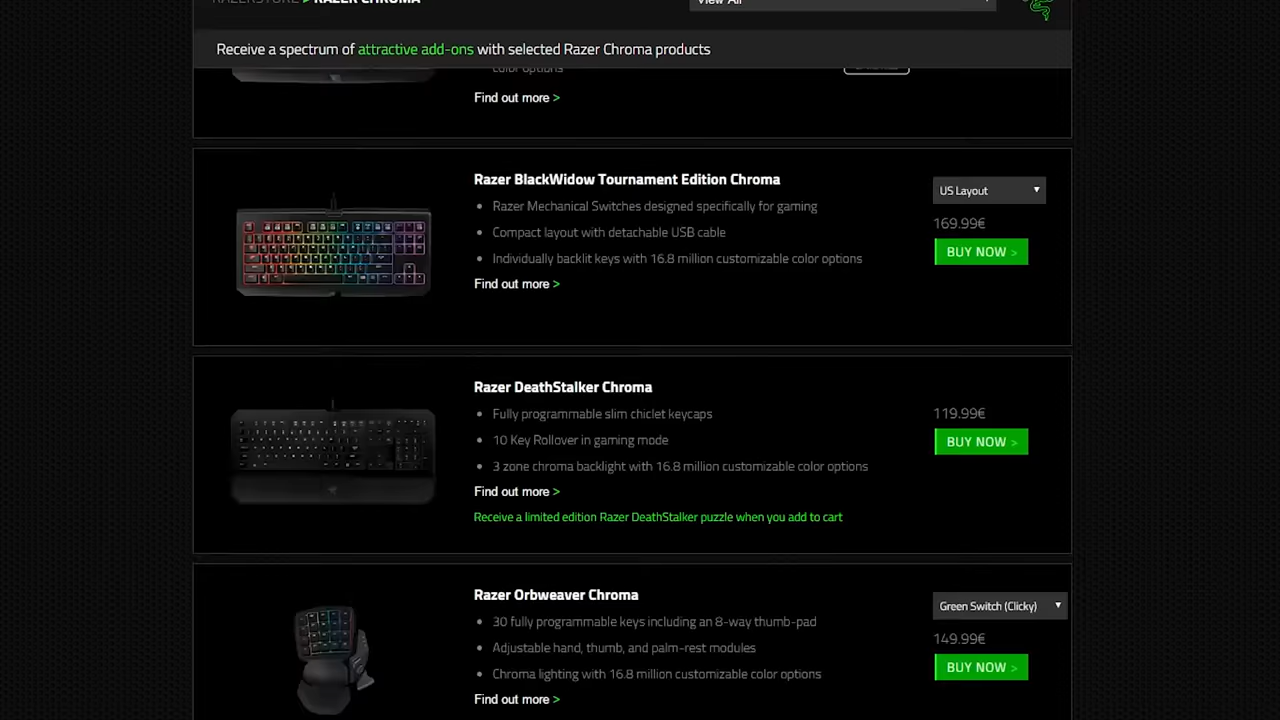 RAZERSTORE > RAZER CHROMA
View All
Receive a spectrum of attractive add-ons with selected Razer Chroma products
color options
Find out more >
Razer BlackWidow Tournament Edition Chroma
US Layout
Razer Mechanical Switches designed specifically for gaming
169.99€
Compact layout with detachable USB cable
BUY NOW >
Individually backlit keys with 16.8 million customizable color options
Find out more >
Razer DeathStalker Chroma
Fully programmable slim chiclet keycaps
119.99€
10 Key Rollover in gaming mode
BUY NOW >
3 zone chroma backlight with 16.8 million customizable color options
Find out more >
Receive a limited edition Razer DeathStalker puzzle when you add to cart
Razer Orbweaver Chroma
Green Switch (Clicky)
30 fully programmable keys including an 8-way thumb-pad
149.99€
Adjustable hand, thumb, and palm-rest modules
BUY NOW >
Chroma lighting with 16.8 million customizable color options
Find out more >